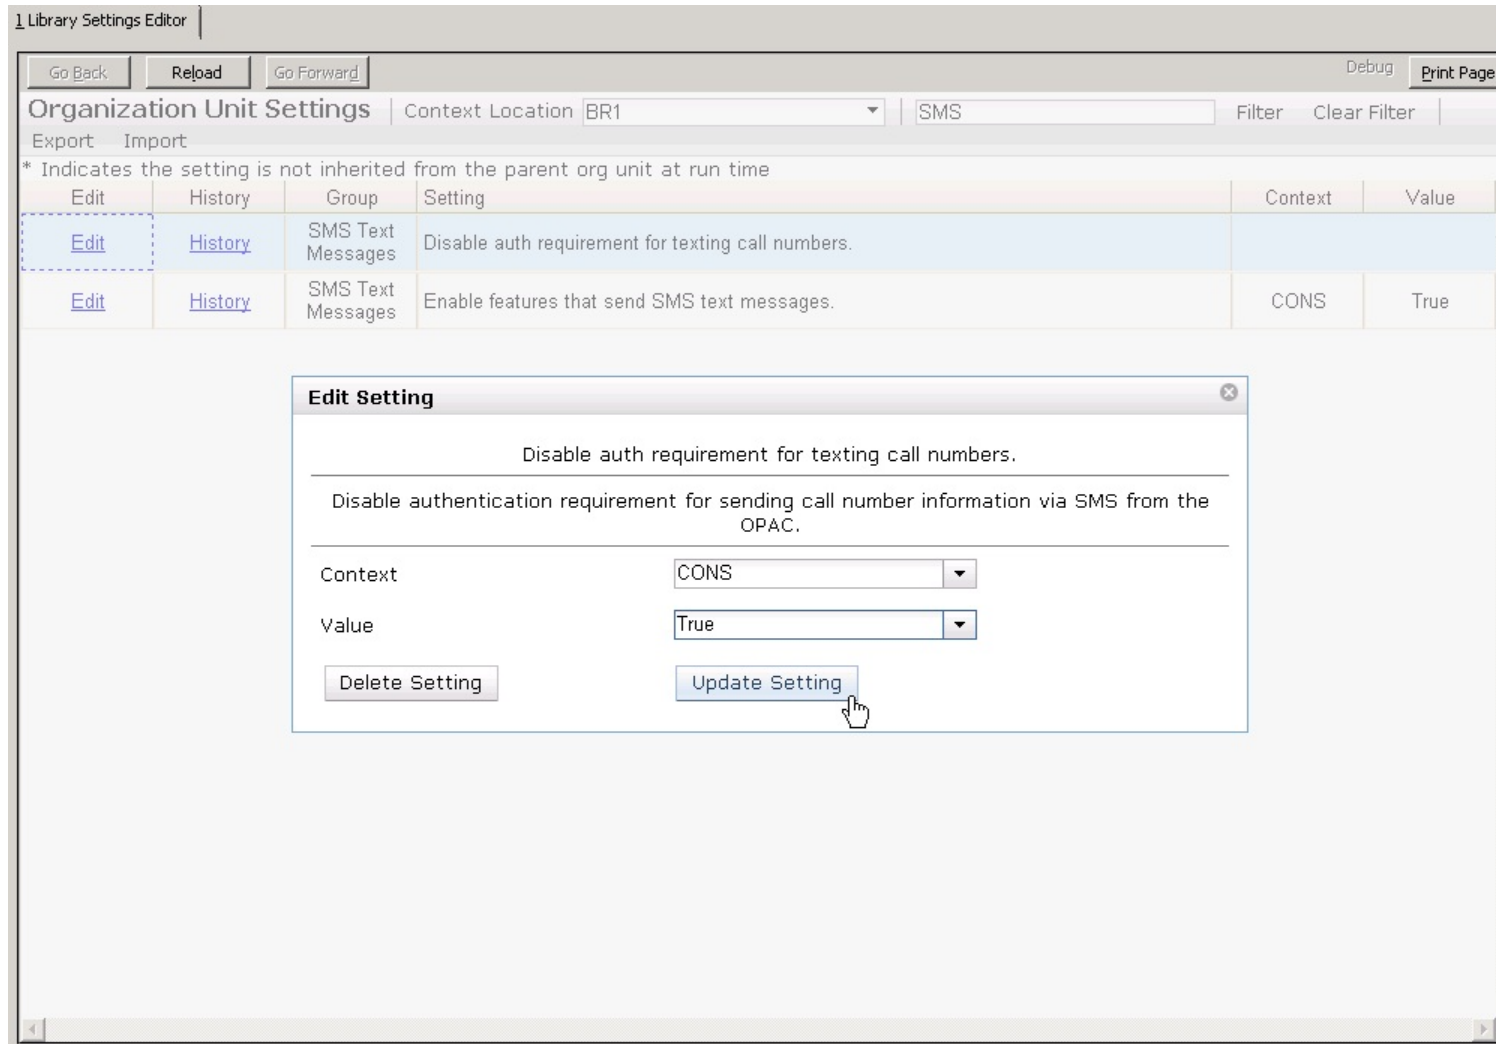 1 Library Settings Editor
Go Back Reload Go Forward Debug Print Page
Organization Unit Settings Context Location BR1 SMS Filter Clear Filter
Export Import
* Indicates the setting is not inherited from the parent org unit at run time
Edit History Group Setting Context Value
Edit History SMS Text Messages Disable auth requirement for texting call numbers.
Edit History SMS Text Messages Enable features that send SMS text messages. CONS True
Edit Setting
Disable auth requirement for texting call numbers.
Disable authentication requirement for sending call number information via SMS from the
OPAC.
Context CONS
Value True
Delete Setting Update Setting